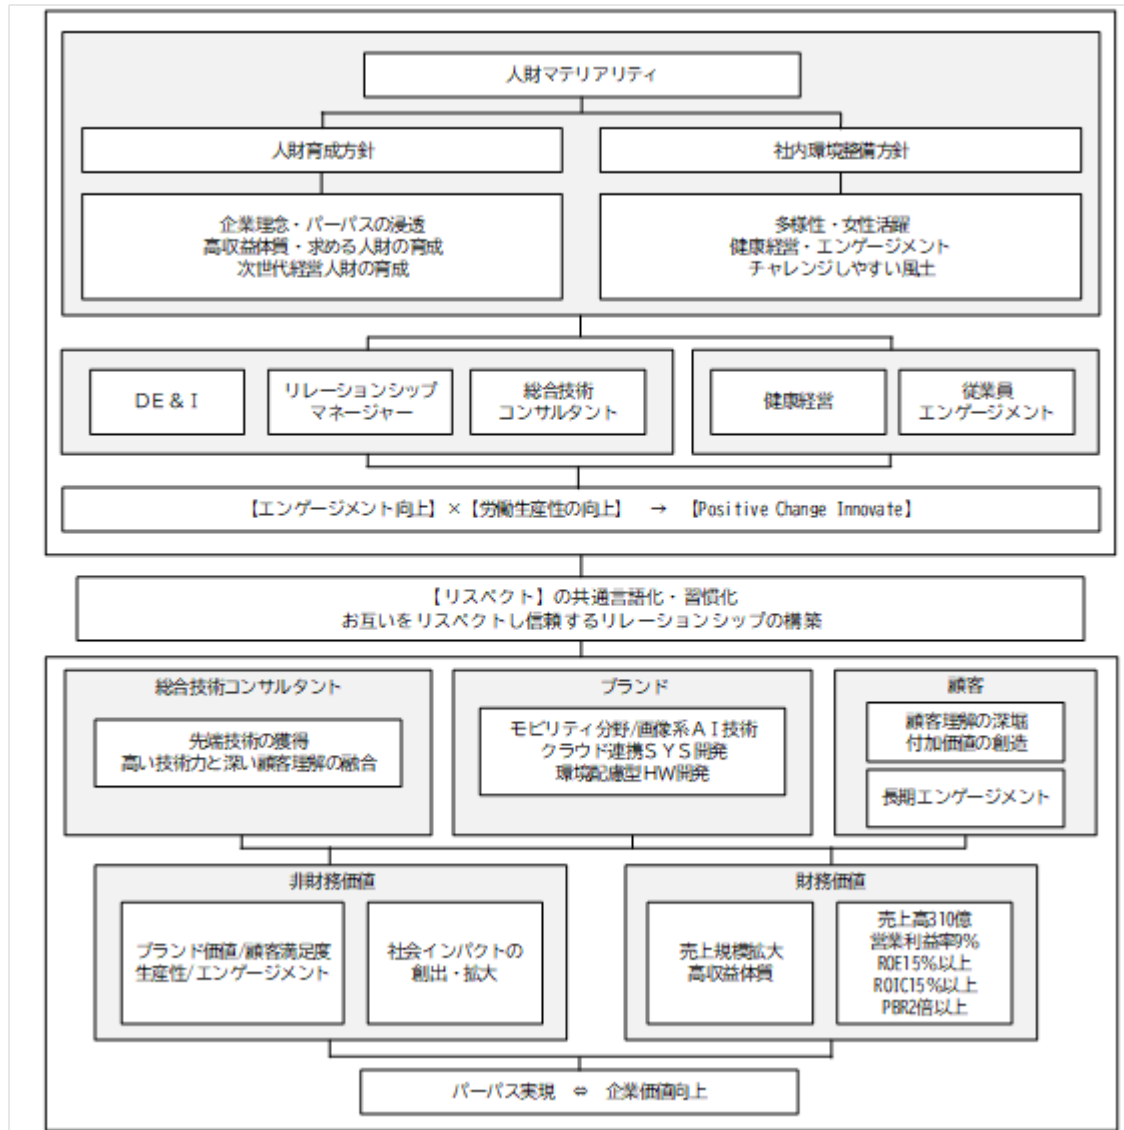 人財マテリアリティ
人財育成方針
社内環境整備方針
企業理念・パーパスの浸透
高収益体質・求める人財の育成
次世代経営人財の育成
多様性・女性活躍
健康経営・エンゲージメント
チャレンジしやすい風土
DE&I
リレーションシップ
マネージャー
総合技術
コンサルタント
健康経営
従業員
エンゲージメント
【エンゲージメント向上】×【労働生産性の向上】 → 【Positive Change Innovate】
【リスペクト】の共通言語化・習慣化
お互いをリスペクトし信頼するリレーションシップの構築
総合技術コンサルタント
先端技術の獲得
高い技術力と深い顧客理解の融合
ブランド
モビリティ分野/画像系AI技術
クラウド連携SYS開発
環境配慮型HW開発
顧客
顧客理解の深堀
付加価値の創造
長期エンゲージメント
非財務価値
ブランド価値/顧客満足度
生産性/エンゲージメント
社会インパクトの
創出・拡大
財務価値
売上規模拡大
高収益体質
売上高310億
営業利益率9%
ROE15%以上
ROIC15%以上
PBR2倍以上
パーパス実現 ⇔ 企業価値向上